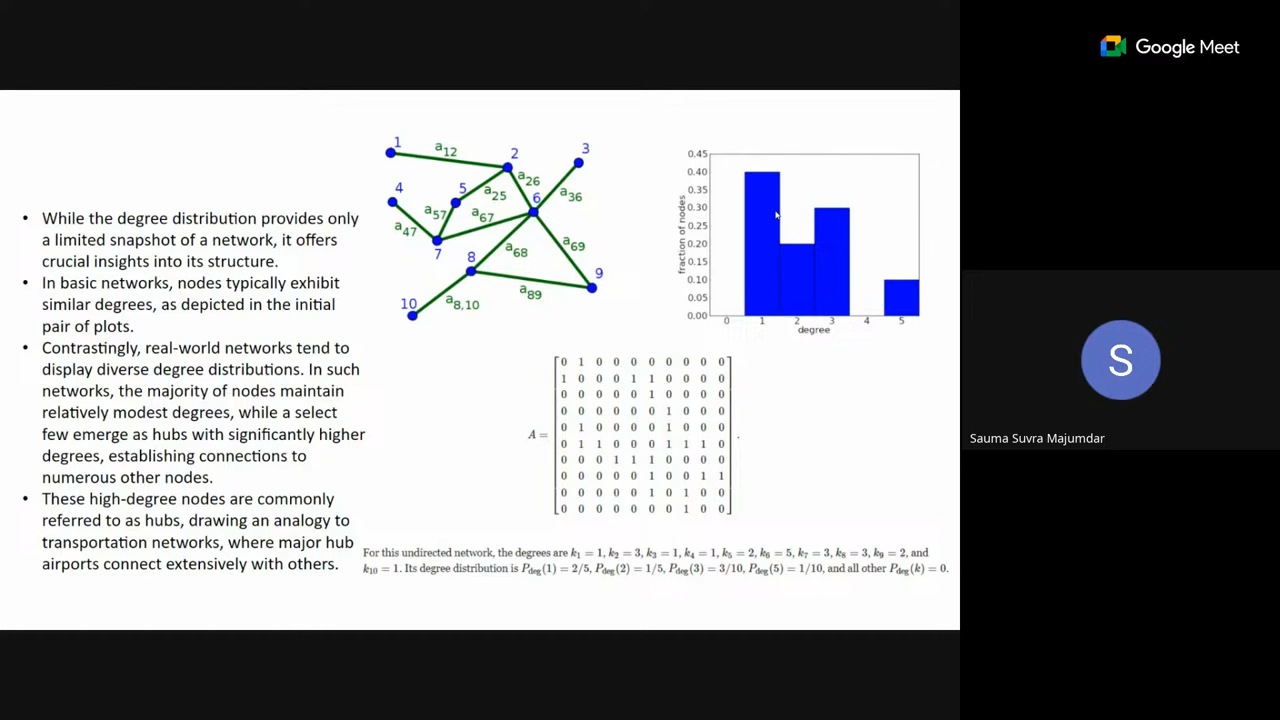 Google Meet
• While the degree distribution provides only
a limited snapshot of a network, it offers
crucial insights into its structure.
• In basic networks, nodes typically exhibit
similar degrees, as depicted in the initial
pair of plots.
• Contrastingly, real-world networks tend to
display diverse degree distributions. In such
networks, the majority of nodes maintain
relatively modest degrees, while a select
few emerge as hubs with significantly higher
degrees, establishing connections to
numerous other nodes.
• These high-degree nodes are commonly
referred to as hubs, drawing an analogy to
transportation networks, where major hub
airports connect extensively with others.
1
a12
2
3
4
5
a25
a26
6
a36
a47
a57
a67
7
8
a68
a69
9
10
a8,10
a89
0.45
0.40
0.35
0.30
0.25
0.20
0.15
0.10
0.05
0.00
fraction of nodes
0 1 2 3 4 5
degree
A =
0 1 0 0 0 0 0 0 0 0
1 0 0 0 1 1 0 0 0 0
0 0 0 0 0 1 0 0 0 0
0 0 0 0 0 0 1 0 0 0
0 1 0 0 0 0 1 0 0 0
0 1 1 0 0 0 1 1 1 0
0 0 0 1 1 1 0 0 0 0
0 0 0 0 0 1 0 0 1 1
0 0 0 0 0 1 0 1 0 0
0 0 0 0 0 0 0 1 0 0
.
For this undirected network, the degrees are k1 = 1, k2 = 3, k3 = 1, k4 = 1, k5 = 2, k6 = 5, k7 = 3, k8 = 3, k9 = 2, and
k10 = 1. Its degree distribution is Pdeg(1) = 2/5, Pdeg(2) = 1/5, Pdeg(3) = 3/10, Pdeg(5) = 1/10, and all other Pdeg(k) = 0.
S
Sauma Suvra Majumdar